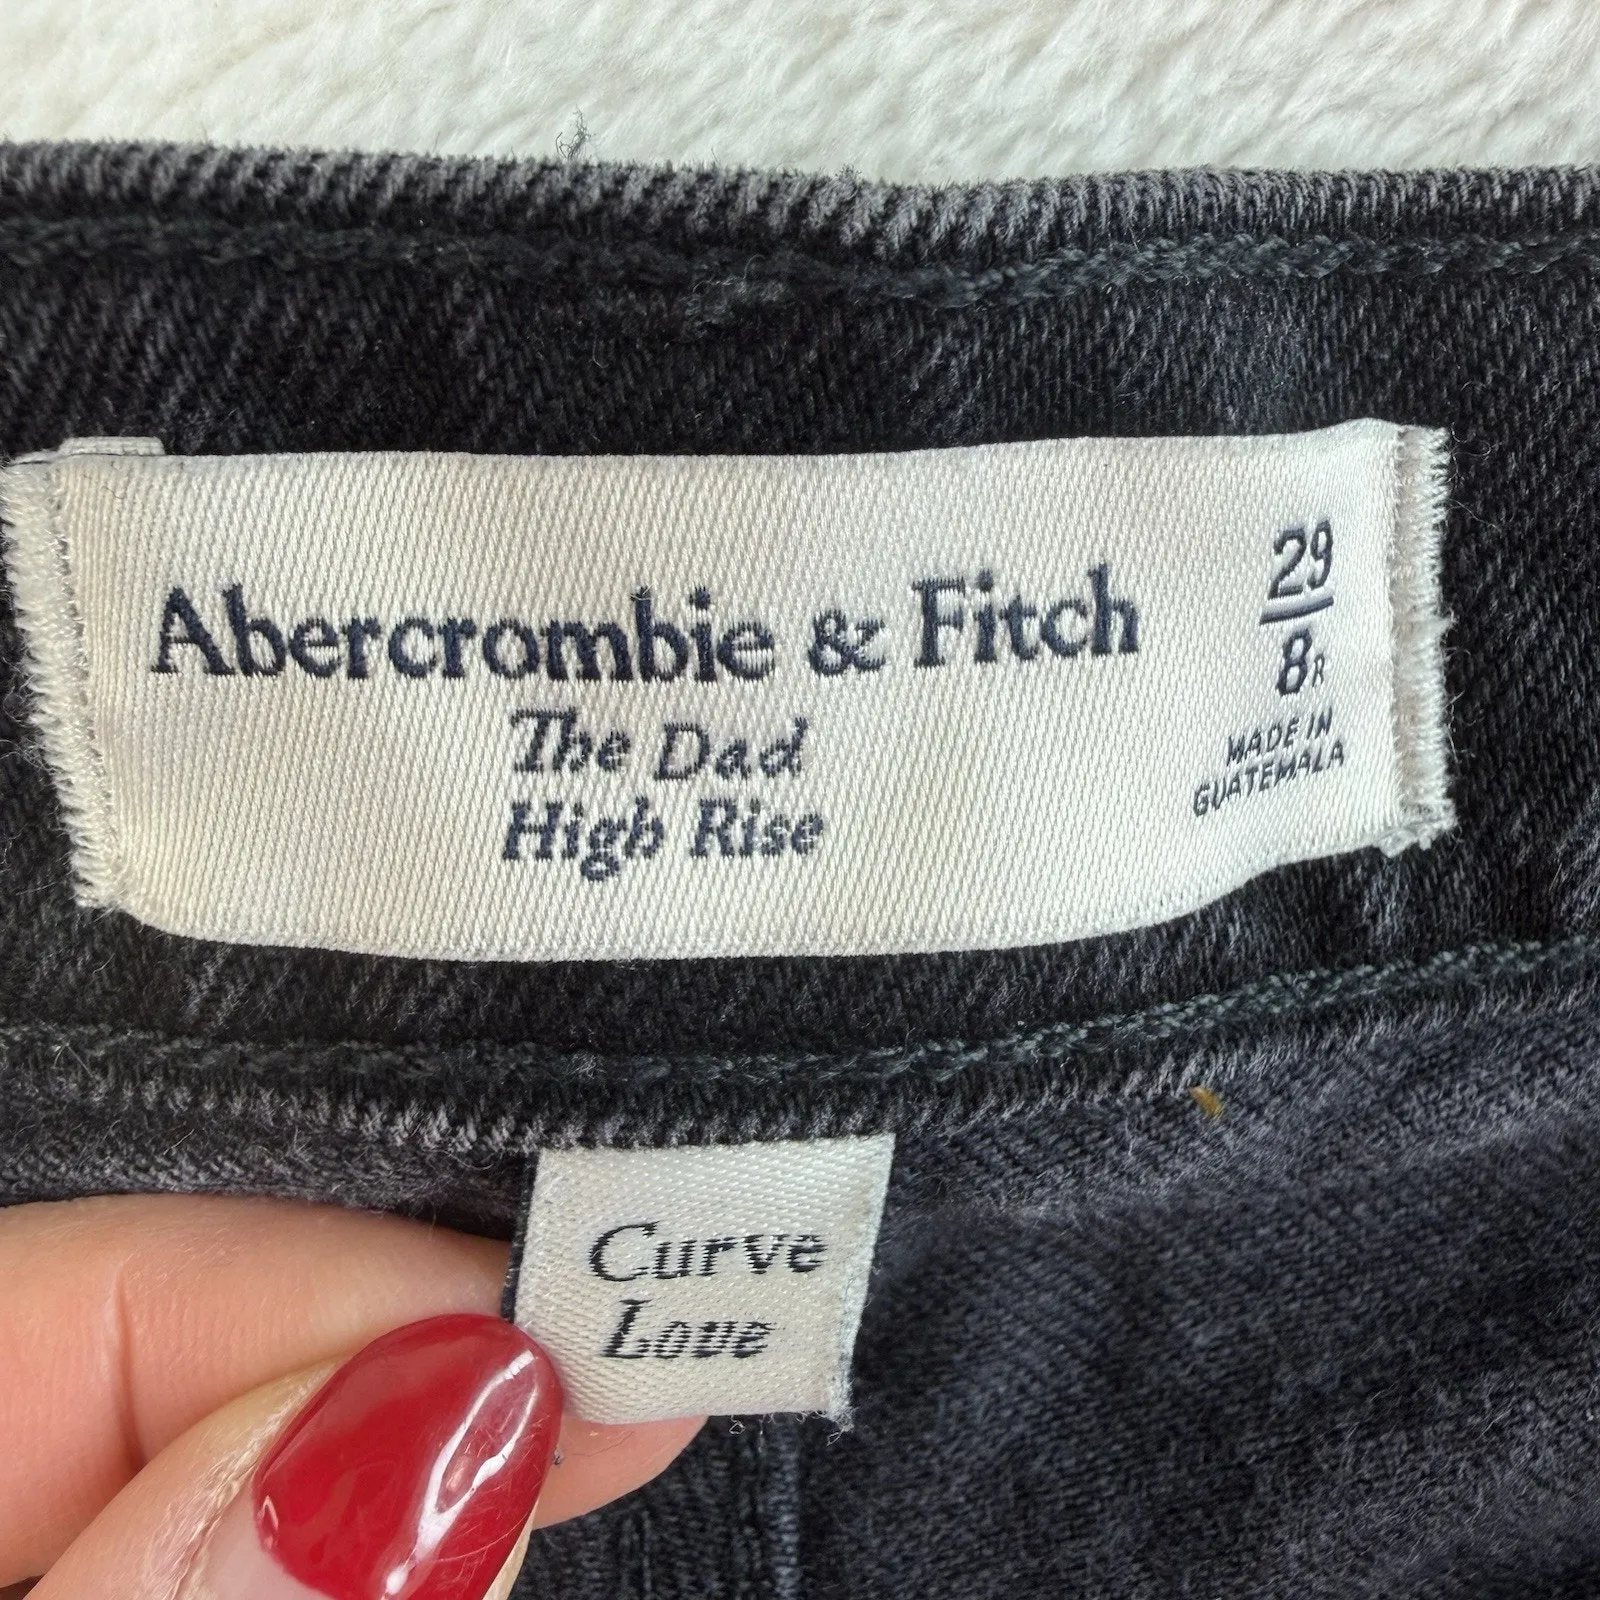 Abercrombie & Fitch
The Dad
High Rise
29
8R
MADE IN
GUATEMALA
Curve
Love